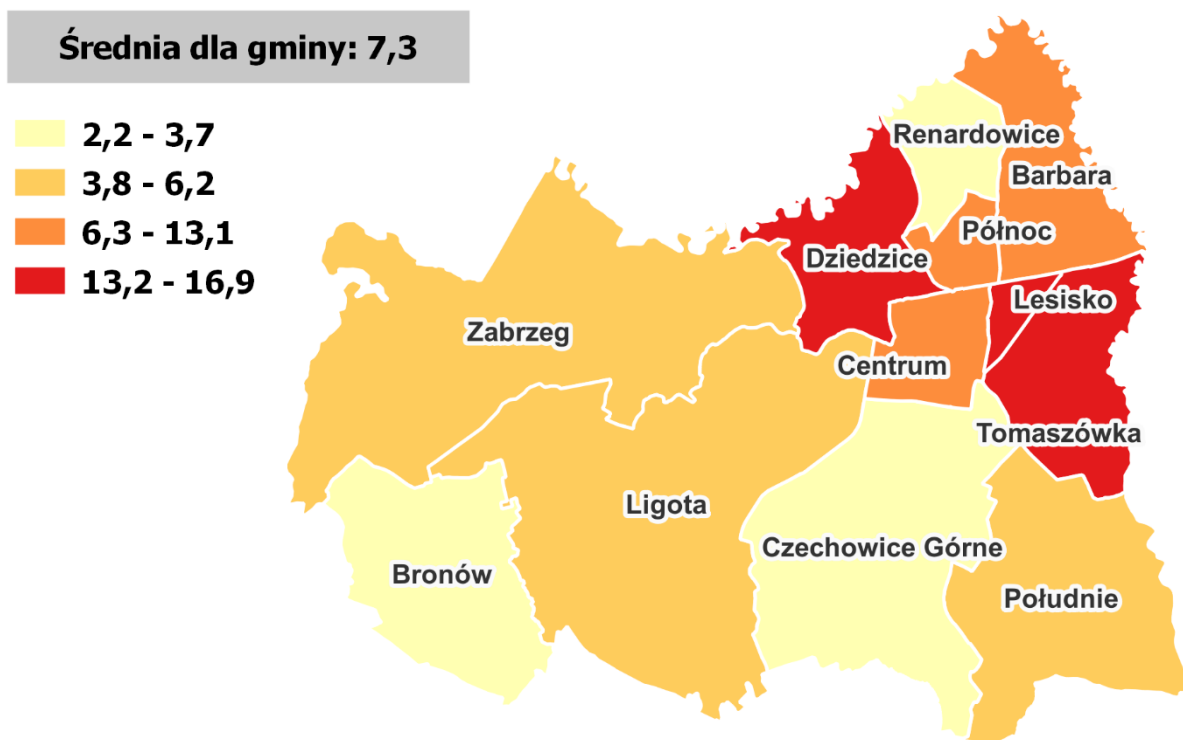 Średnia dla gminy: 7,3
2,2 - 3,7
3,8 - 6,2
6,3 - 13,1
13,2 - 16,9
Renardowice
Barbara
Północ
Dziedzice
Lesisko
Zabrzeg
Centrum
Tomaszówka
Ligota
Czechowice Górne
Bronów
Południe